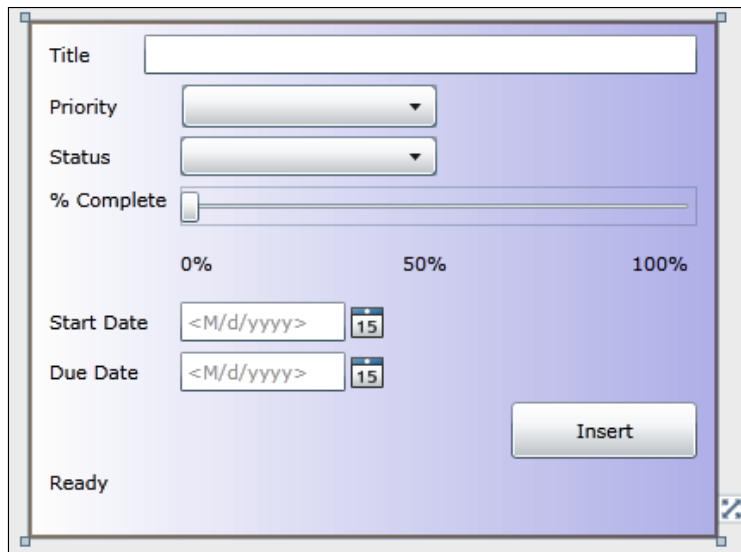 Title
Priority
Status
% Complete
0% 50% 100%
Start Date <M/d/yyyy> 15
Due Date <M/d/yyyy> 15
Insert
Ready